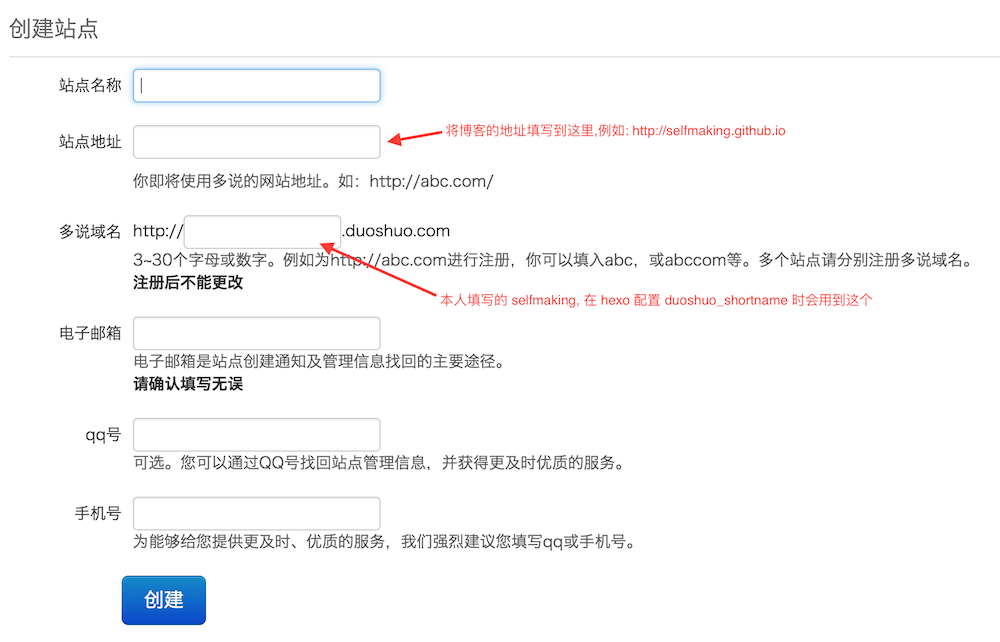 创建站点
站点名称
站点地址
将博客的地址填写到这里,例如: http://selfmaking.github.io
你即将使用多说的网站地址。如：http://abc.com/
多说域名 http:// .duoshuo.com
3~30个字母或数字。例如为http://abc.com进行注册，你可以填入abc，或abccom等。多个站点请分别注册多说域名。
注册后不能更改
本人填写的 selfmaking, 在 hexo 配置 duoshuo_shortname 时会用到这个
电子邮箱
电子邮箱是站点创建通知及管理信息找回的主要途径。
请确认填写无误
qq号
可选。您可以通过QQ号找回站点管理信息，并获得更及时优质的服务。
手机号
为能够给您提供更及时、优质的服务，我们强烈建议您填写qq或手机号。
创建